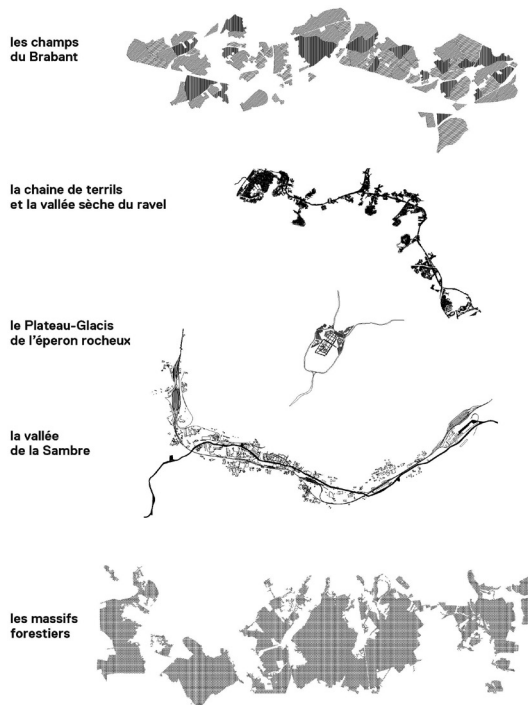 les champs
du Brabant
la chaine de terrils
et la vallée sèche du ravel
le Plateau-Glacis
de l'éperon rocheux
la vallée
de la Sambre
les massifs
forestiers